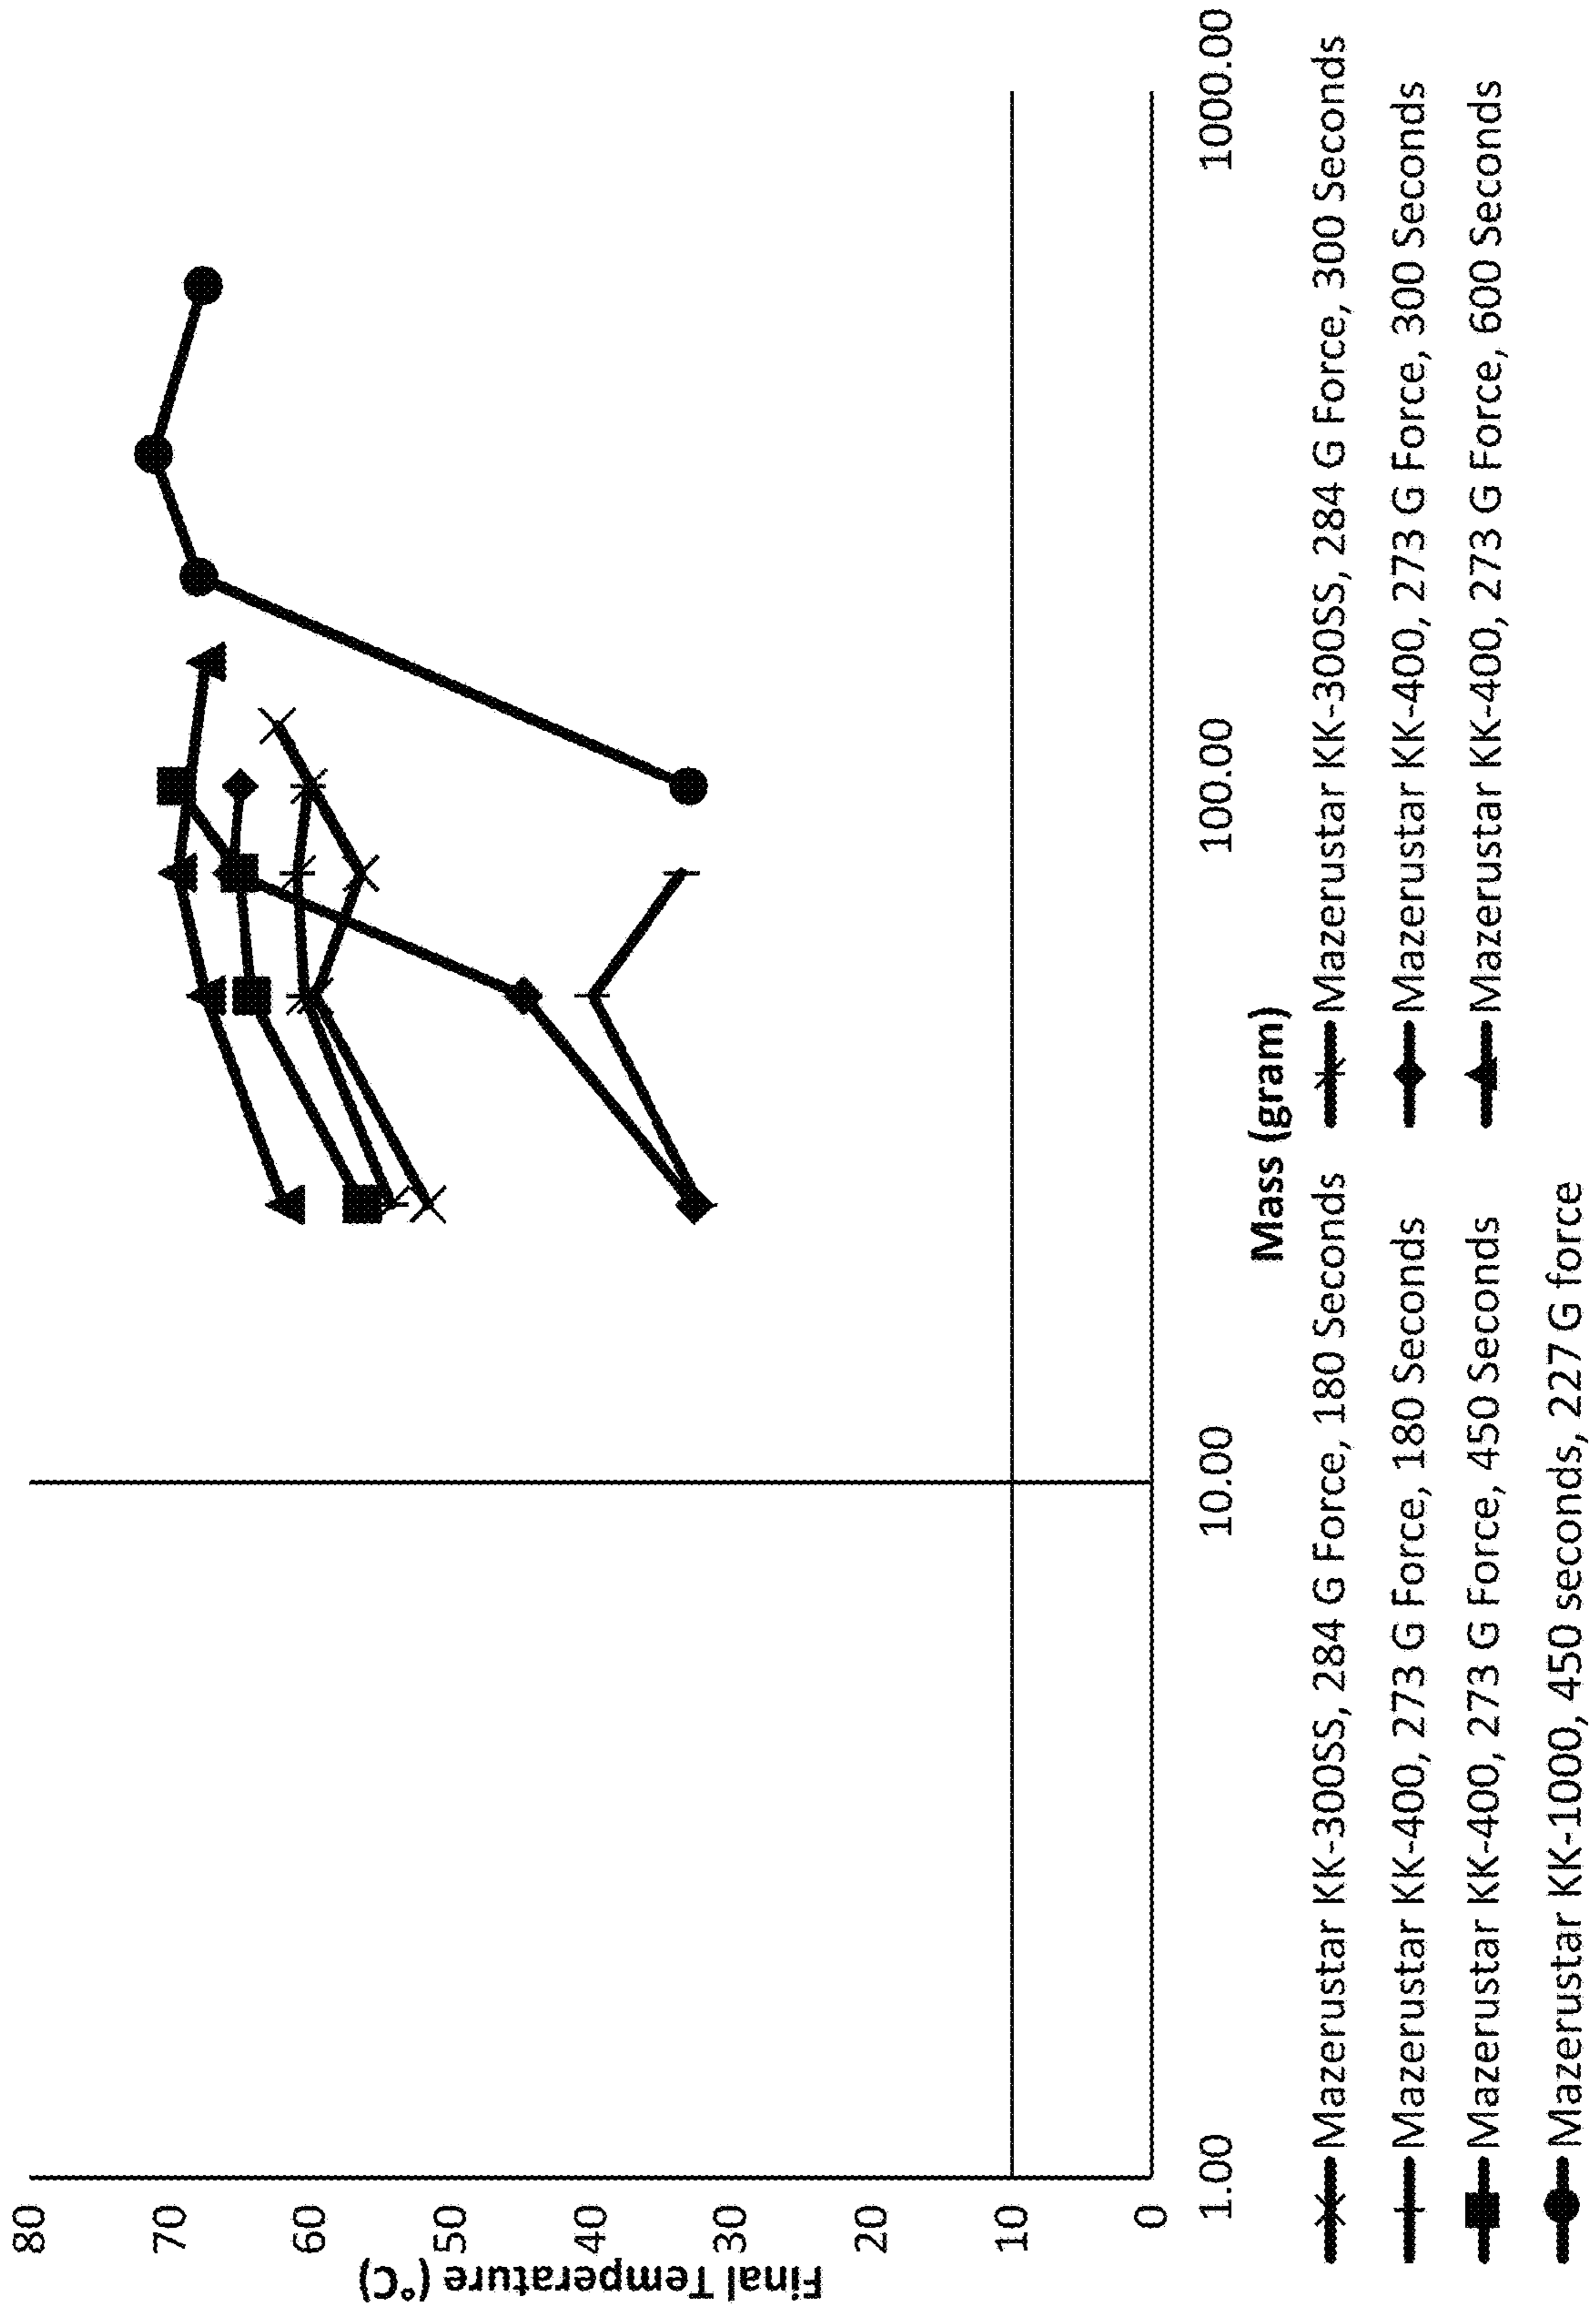 80
70
60
50
40
30
20
10
0
Final Temperature (°C)
1.00
10.00
100.00
1000.00
Mass (gram)
Mazerustar KK-300SS, 284 G Force, 180 Seconds
Mazerustar KK-300SS, 284 G Force, 300 Seconds
Mazerustar KK-400, 273 G Force, 180 Seconds
Mazerustar KK-400, 273 G Force, 300 Seconds
Mazerustar KK-400, 273 G Force, 450 Seconds
Mazerustar KK-400, 273 G Force, 600 Seconds
Mazerustar KK-1000, 450 seconds, 227 G force